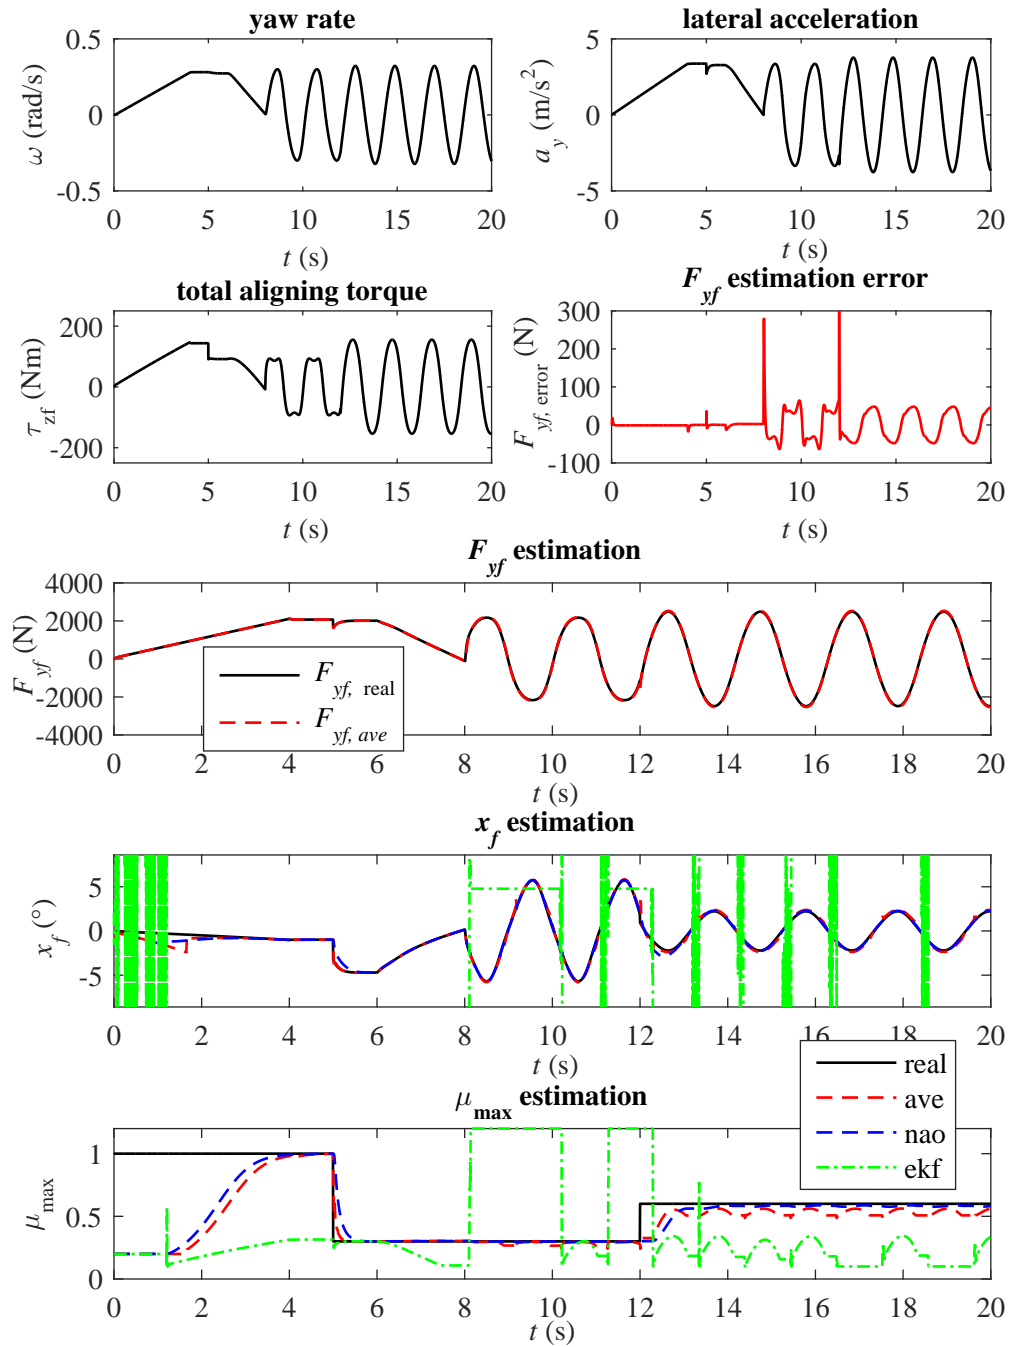 yaw rate
lateral acceleration
0.5
0
-0.5
ω (rad/s)
0 5 10 15 20
t (s)
5
0
-5
a_y (m/s²)
0 5 10 15 20
t (s)
total aligning torque
F_yf estimation error
200
0
-200
τ_zf (Nm)
0 5 10 15 20
t (s)
300
200
100
0
-100
F_yf, error (N)
0 5 10 15 20
t (s)
F_yf estimation
4000
2000
0
-2000
-4000
F_yf (N)
F_yf, real
F_yf, ave
0 2 4 6 8 10 12 14 16 18 20
t (s)
x_f estimation
5
0
-5
x_f (°)
0 2 4 6 8 10 12 14 16 18 20
t (s)
real
ave
nao
ekf
μ_max estimation
1
0.5
0
μ_max
0 2 4 6 8 10 12 14 16 18 20
t (s)